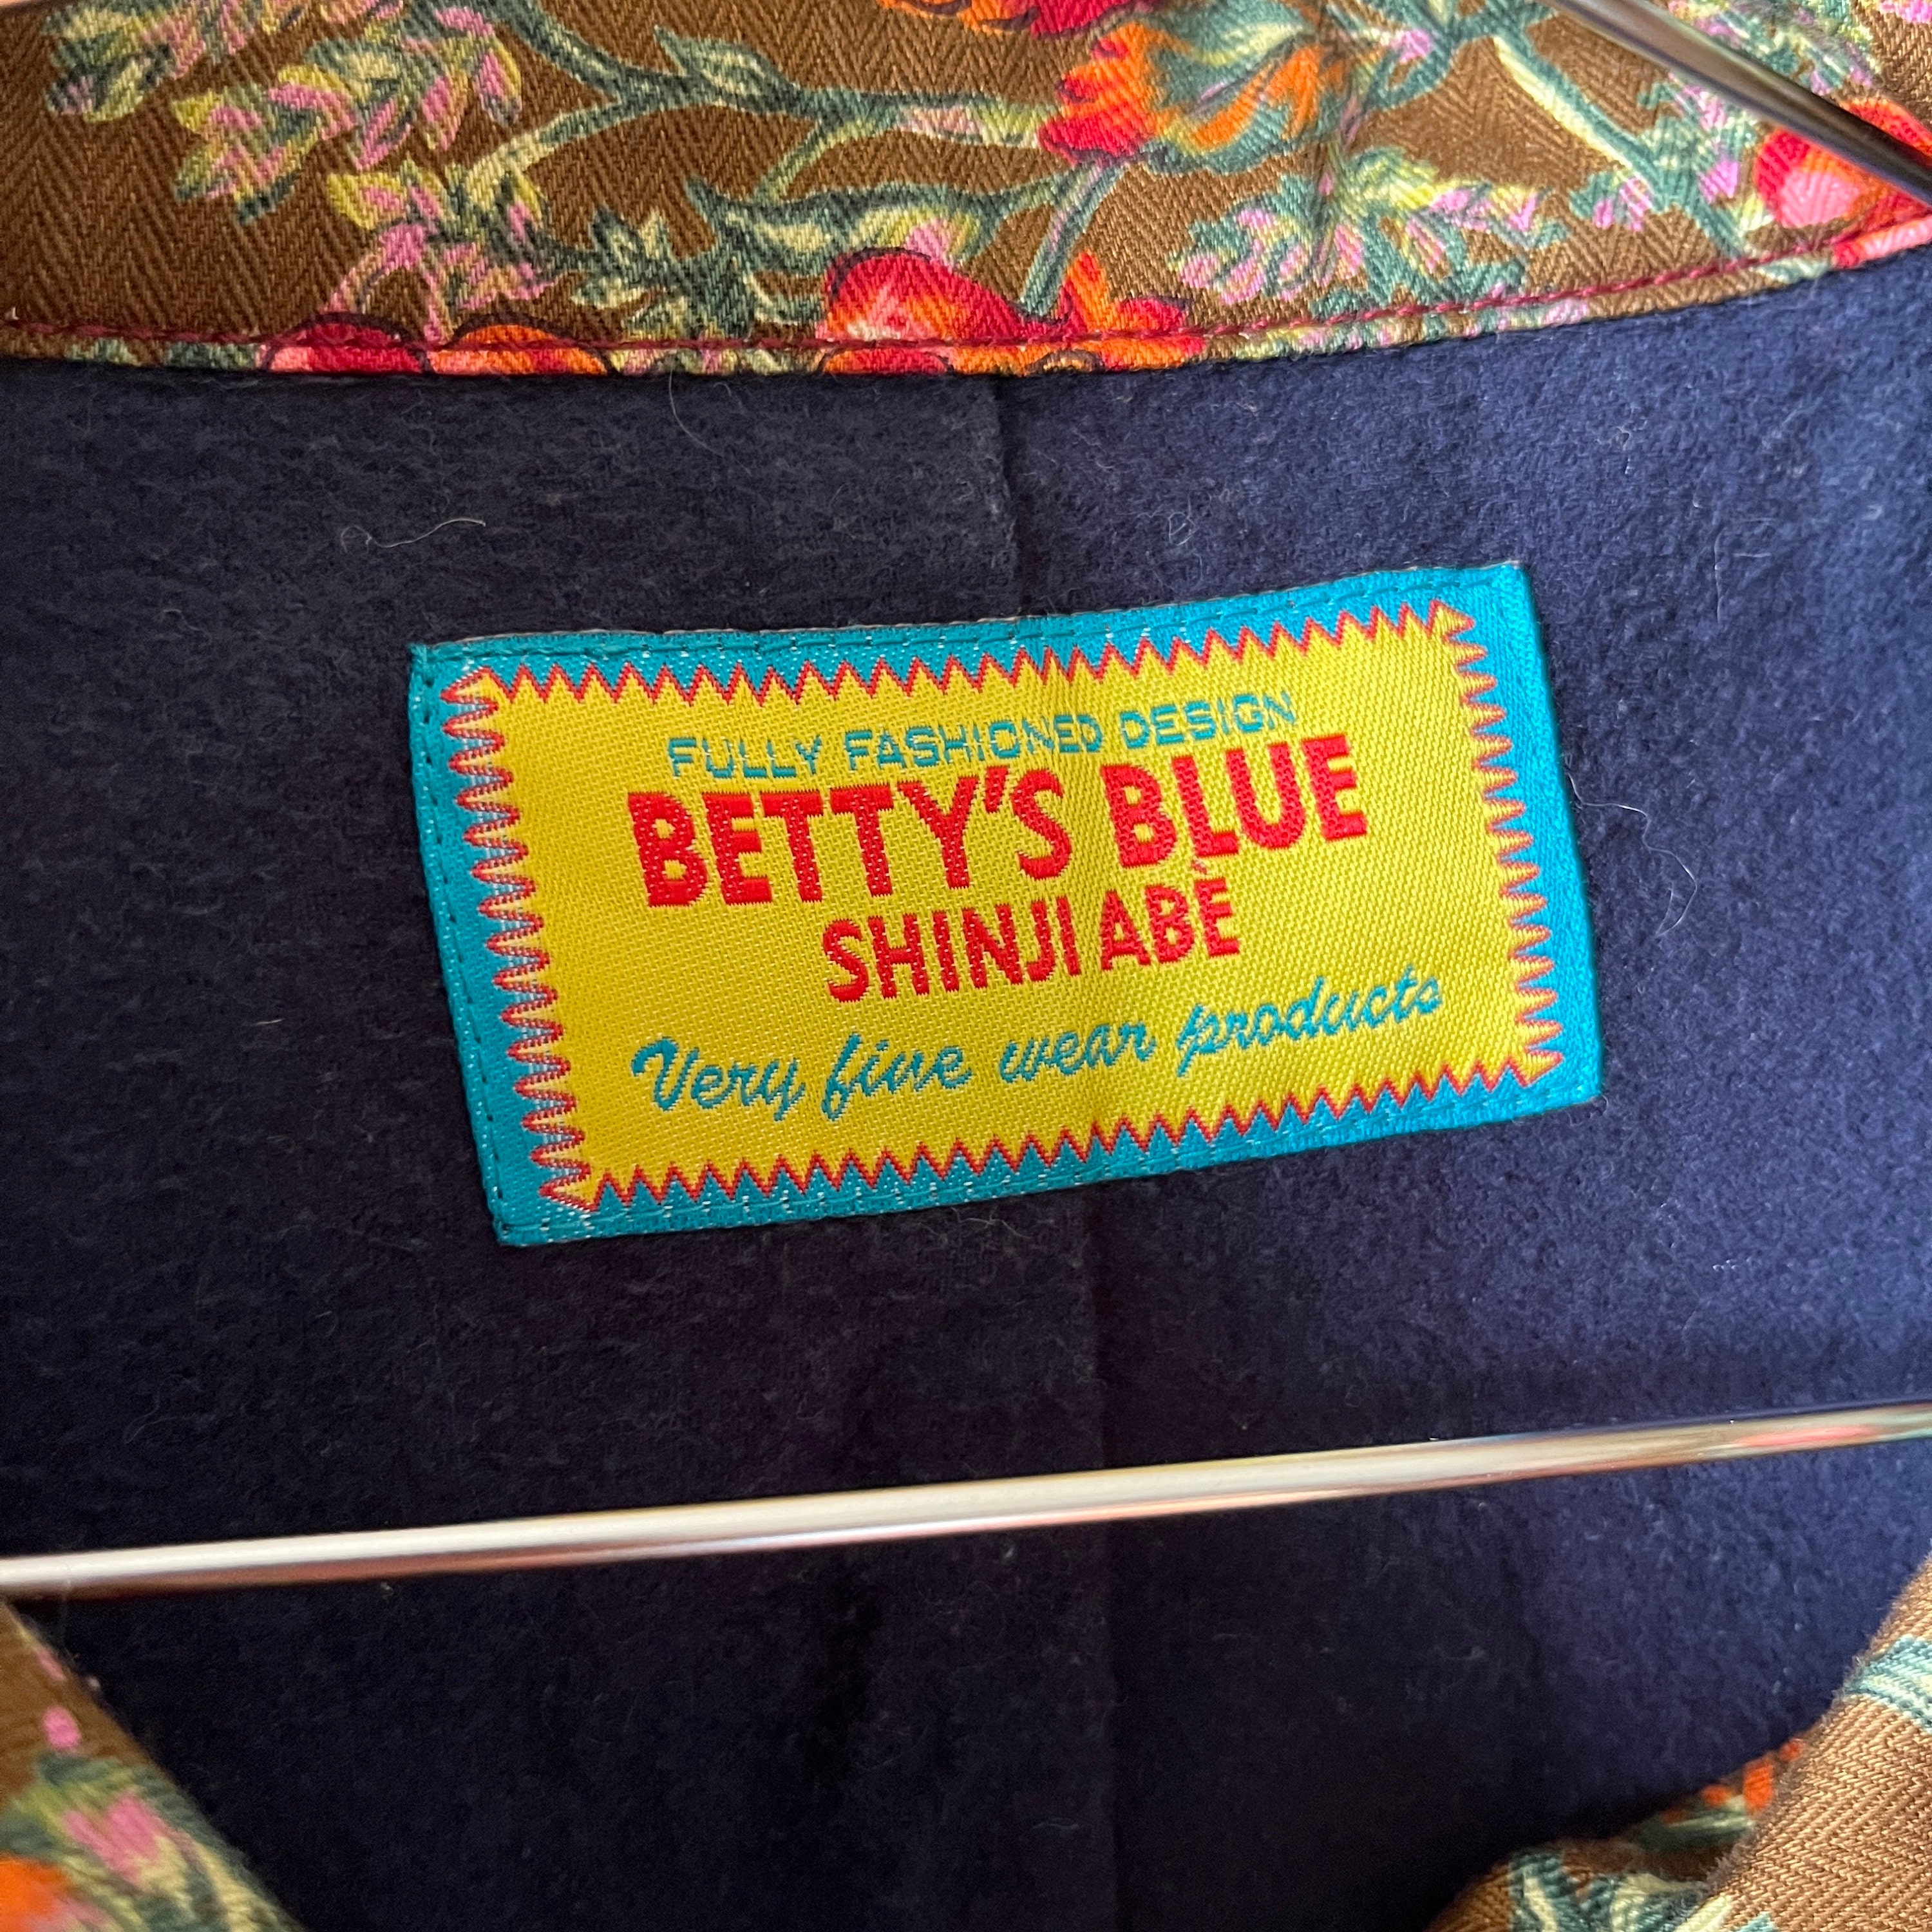 FULLY FASHIONED DESIGN
BETTY'S BLUE
SHINJI ABÈ
Very fine wear products